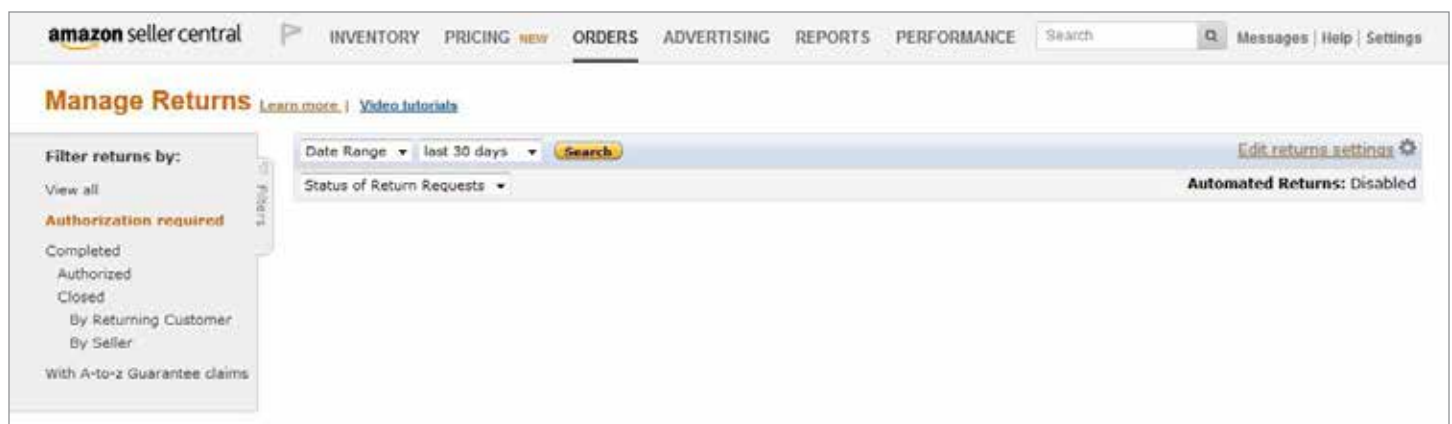 amazon seller central INVENTORY PRICING NEW ORDERS ADVERTISING REPORTS PERFORMANCE Search Messages | Help | Settings
Manage Returns Learn more | Video tutorials
Filter returns by:
View all
Authorization required
Completed
Authorized
Closed
By Returning Customer
By Seller
With A-to-z Guarantee claims
Filters
Date Range last 30 days Search Edit returns settings
Status of Return Requests Automated Returns: Disabled